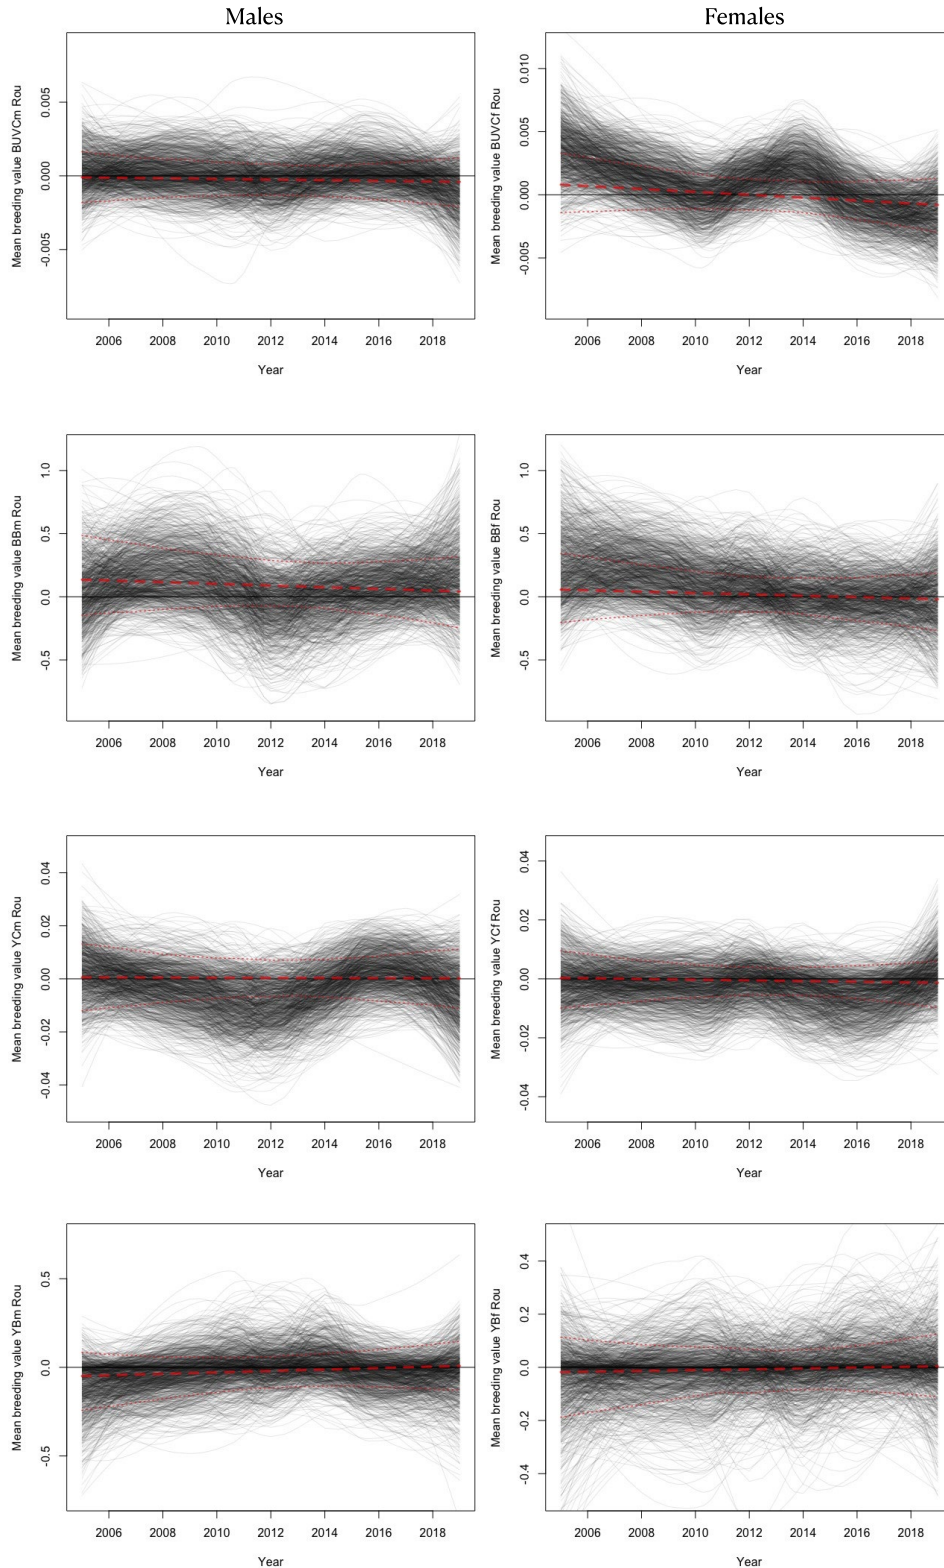 Males
Females
Mean breeding value BUVCm Rou
0.005
0.000
-0.005
2006 2008 2010 2012 2014 2016 2018
Year
Mean breeding value BUVCf Rou
0.010
0.005
0.000
-0.005
2006 2008 2010 2012 2014 2016 2018
Year
Mean breeding value BBm Rou
1.0
0.5
0.0
-0.5
2006 2008 2010 2012 2014 2016 2018
Year
Mean breeding value BBf Rou
1.0
0.5
0.0
-0.5
2006 2008 2010 2012 2014 2016 2018
Year
Mean breeding value YCm Rou
0.04
0.02
0.00
-0.02
-0.04
2006 2008 2010 2012 2014 2016 2018
Year
Mean breeding value YCf Rou
0.04
0.02
0.00
-0.02
-0.04
2006 2008 2010 2012 2014 2016 2018
Year
Mean breeding value YBm Rou
0.5
0.0
-0.5
2006 2008 2010 2012 2014 2016 2018
Year
Mean breeding value YBf Rou
0.4
0.2
0.0
-0.2
-0.4
2006 2008 2010 2012 2014 2016 2018
Year